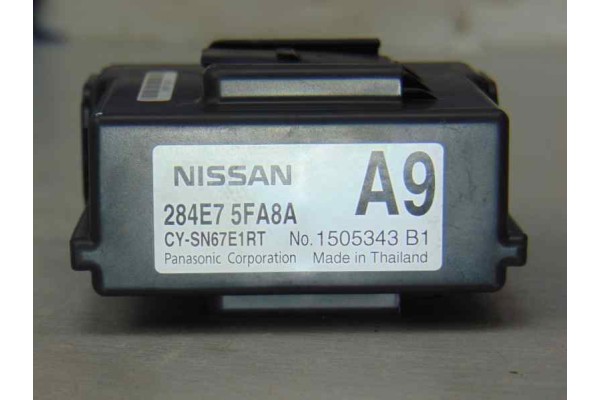 NISSAN A9
284E7 5FA8A
CY-SN67E1RT No. 1505343 B1
Panasonic Corporation Made in Thailand